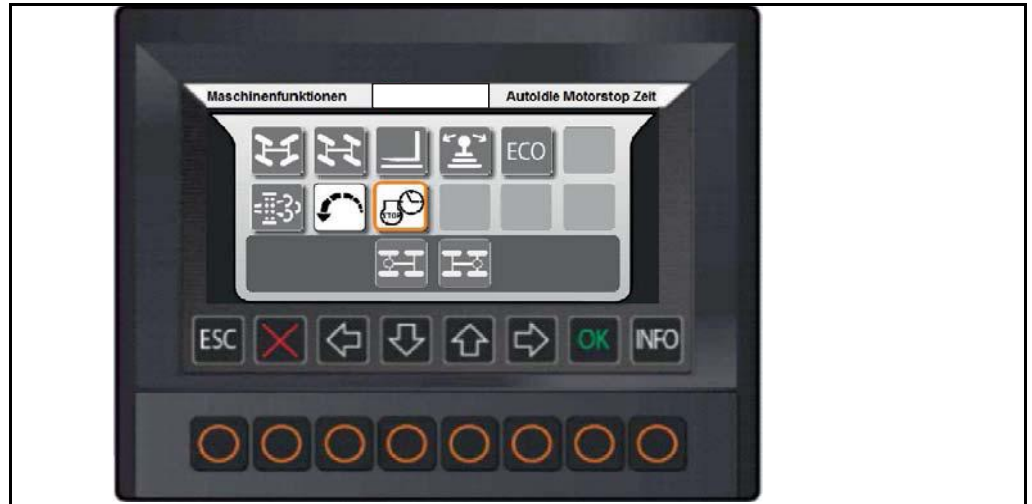 Maschinenfunktionen Autoidle Motorstop Zeit
ECO
STOP
ESC OK INFO